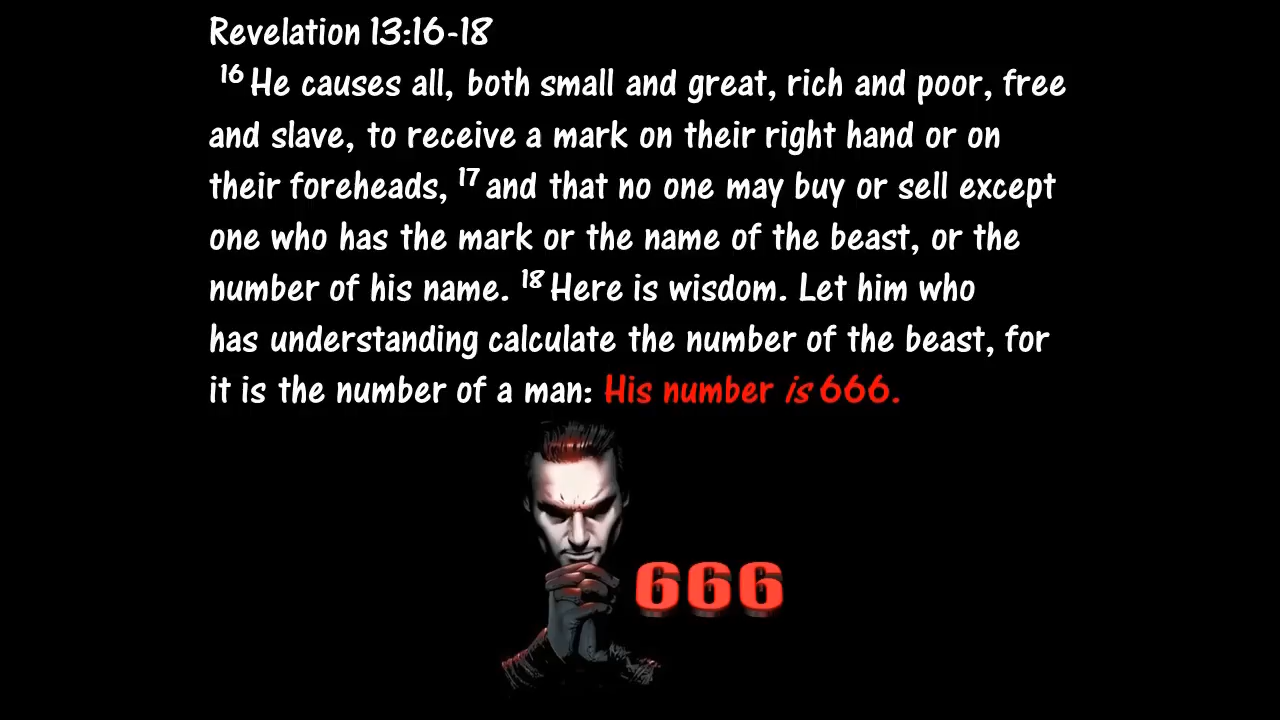 Revelation 13:16-18
16 He causes all, both small and great, rich and poor, free
and slave, to receive a mark on their right hand or on
their foreheads, 17 and that no one may buy or sell except
one who has the mark or the name of the beast, or the
number of his name. 18 Here is wisdom. Let him who
has understanding calculate the number of the beast, for
it is the number of a man: His number is 666.
666